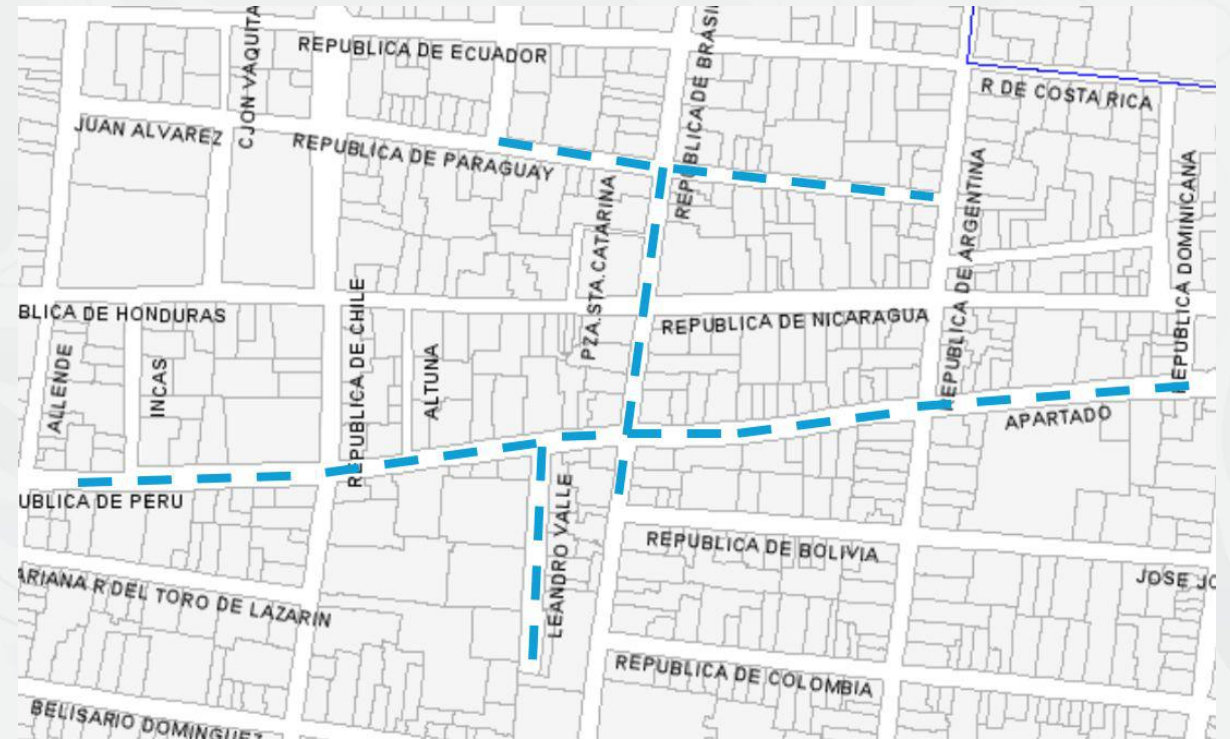 REPUBLICA DE ECUADOR
CJON VAQUITA
REPUBLICA DE BRASI
R DE COSTA RICA
JUAN ALVAREZ
REPUBLICA DE PARAGUAY
PZA. STA. CATARINA
REPUBLICA DE ARGENTINA
REPUBLICA DOMINICANA
BLICA DE HONDURAS
REPUBLICA DE CHILE
REPUBLICA DE NICARAGUA
ALLENDE
INCAS
ALTUNA
APARTADO
UBLICA DE PERU
LEANDRO VALLE
REPUBLICA DE BOLIVIA
JOSE JO
ARIANA R DEL TORO DE LAZARIN
REPUBLICA DE COLOMBIA
BELISARIO DOMINGUEZ